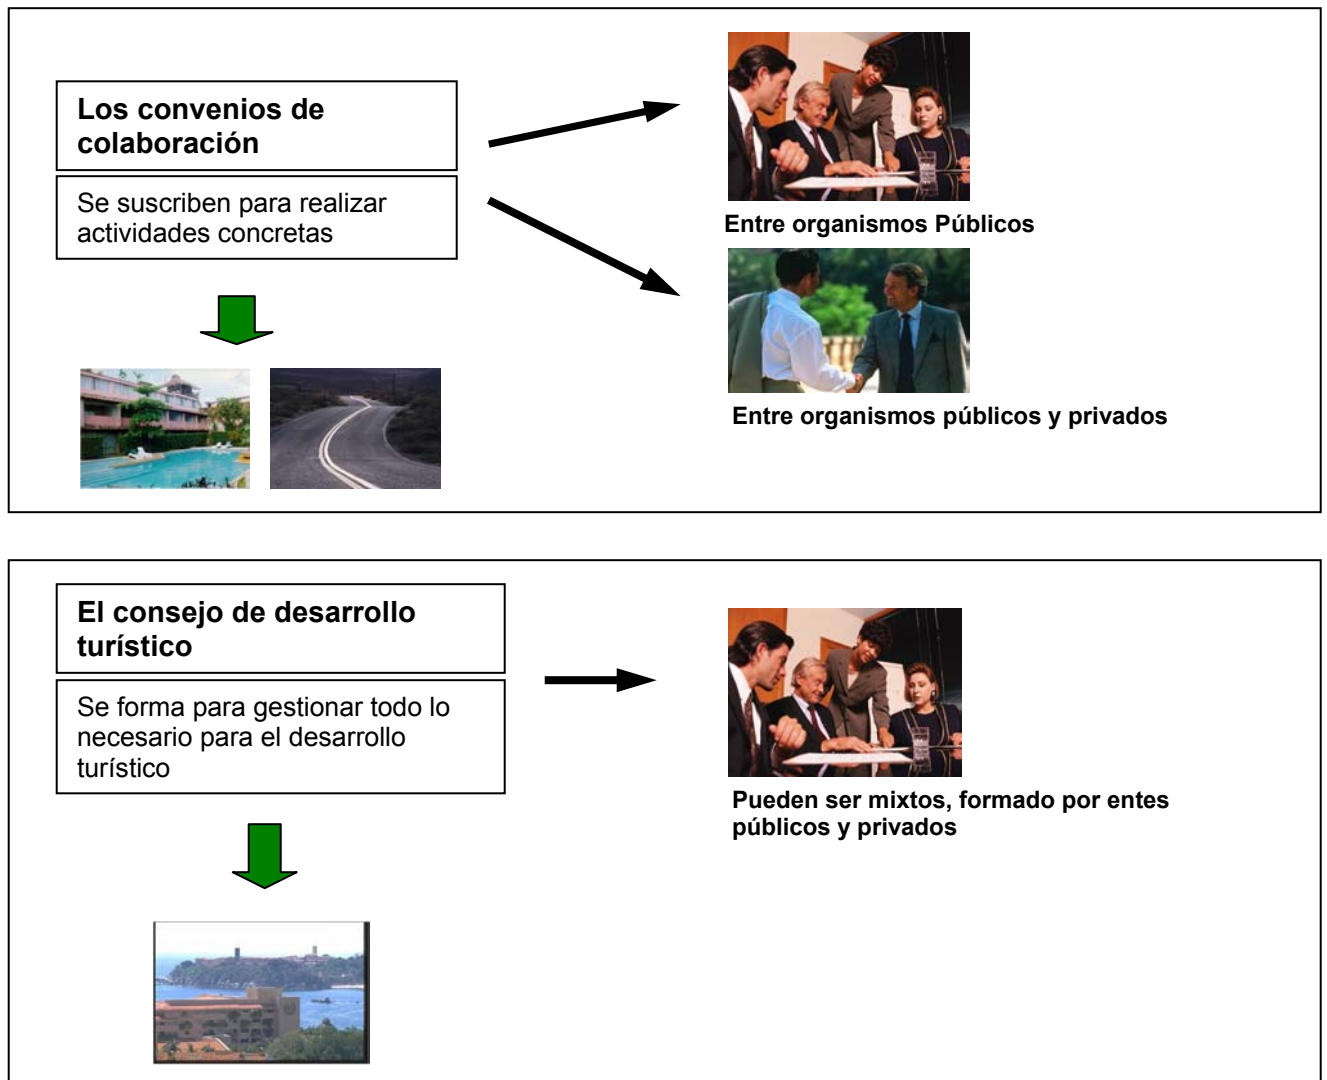 Los convenios de
colaboración
Se suscriben para realizar
actividades concretas
Entre organismos Públicos
Entre organismos públicos y privados
El consejo de desarrollo
turístico
Se forma para gestionar todo lo
necesario para el desarrollo
turístico
Pueden ser mixtos, formado por entes
públicos y privados